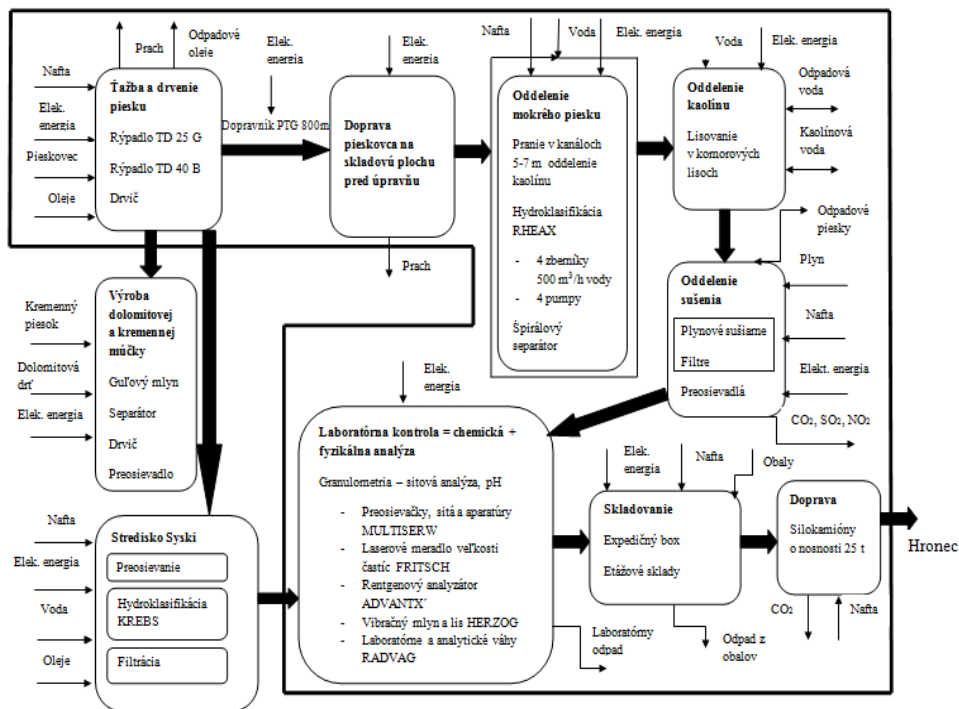 Prach
Odpadové
oleje
Nafta
Elek.
energia
Pieskovec
Oleje
Ťažba a drvenie
piesku
Rýpadlo TD 25 G
Rýpadlo TD 40 B
Drvič
Elek.
energia
Dopravník PTG 800m
Elek.
energia
Doprava
pieskovca na
skladovú plochu
pred úpravňu
Prach
Nafta
Voda
Elek. energia
Oddelenie
mokrého piesku
Pranie v kanáloch
5-7 m oddelenie
kaolínu
Hydroklasifikácia
RHEAX
- 4 zberníky
500 m³/h vody
- 4 pumpy
Špirálový
separátor
Voda
Elek. energia
Oddelenie
kaolínu
Lisovanie
v komorových
lisoch
Odpadová
voda
Kaolínová
voda
Odpadové
piesky
Plyn
Nafta
Elekt. energia
Oddelenie
sušenia
Plynové sušiarne
Filtre
Preosievadlá
CO₂, SO₂, NO₂
Kremenný
piesok
Dolomitová
drť
Elek. energia
Výroba
dolomitovej
a kremennej
múčky
Guľový mlyn
Separátor
Drvič
Preosievadlo
Nafta
Elek. energia
Voda
Oleje
Stredisko Syski
Preosievanie
Hydroklasifikácia
KREBS
Filtrácia
Elek.
energia
Laboratórna kontrola = chemická +
fyzikálna analýza
Granulometria – sitová analýza, pH
- Preosievačky, sitá a aparatúry
MULTISERW
- Laserové meradlo veľkosti
častíc FRITSCH
- Rentgenový analyzátor
ADVANTX´
- Vibračný mlyn a lis HERZOG
- Laboratórne a analytické váhy
RADVAG
Laboratórny
odpad
Elek.
energia
Nafta
Obaly
Skladovanie
Expedičný box
Etážové sklady
Odpad z
obalov
Doprava
Silokamióny
o nosnosti 25 t
CO₂
Nafta
Hronec